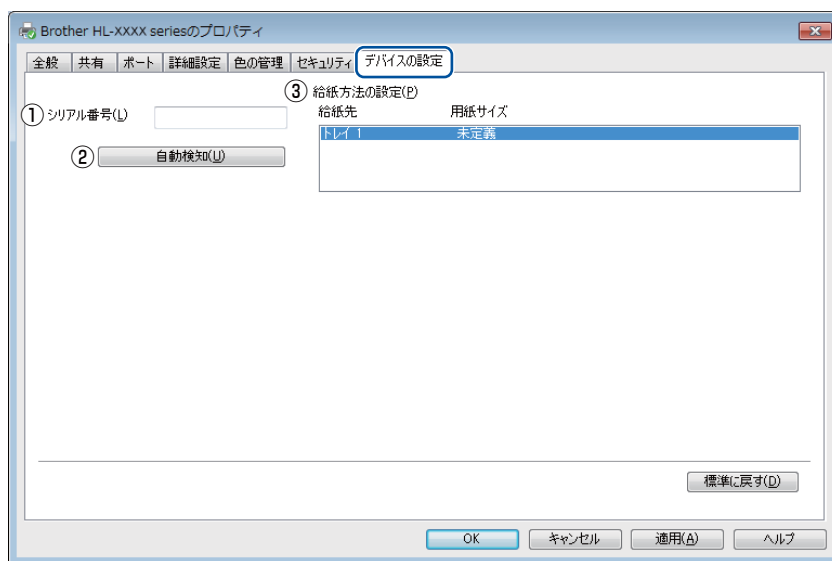 Brother HL-XXXX seriesのプロパティ
全般 共有 ポート 詳細設定 色の管理 セキュリティ デバイスの設定
③ 給紙方法の設定(P)
① シリアル番号(L)
給紙先 用紙サイズ
トレイ 1 未定義
② 自動検知(U)
標準に戻す(D)
OK キャンセル 適用(A) ヘルプ